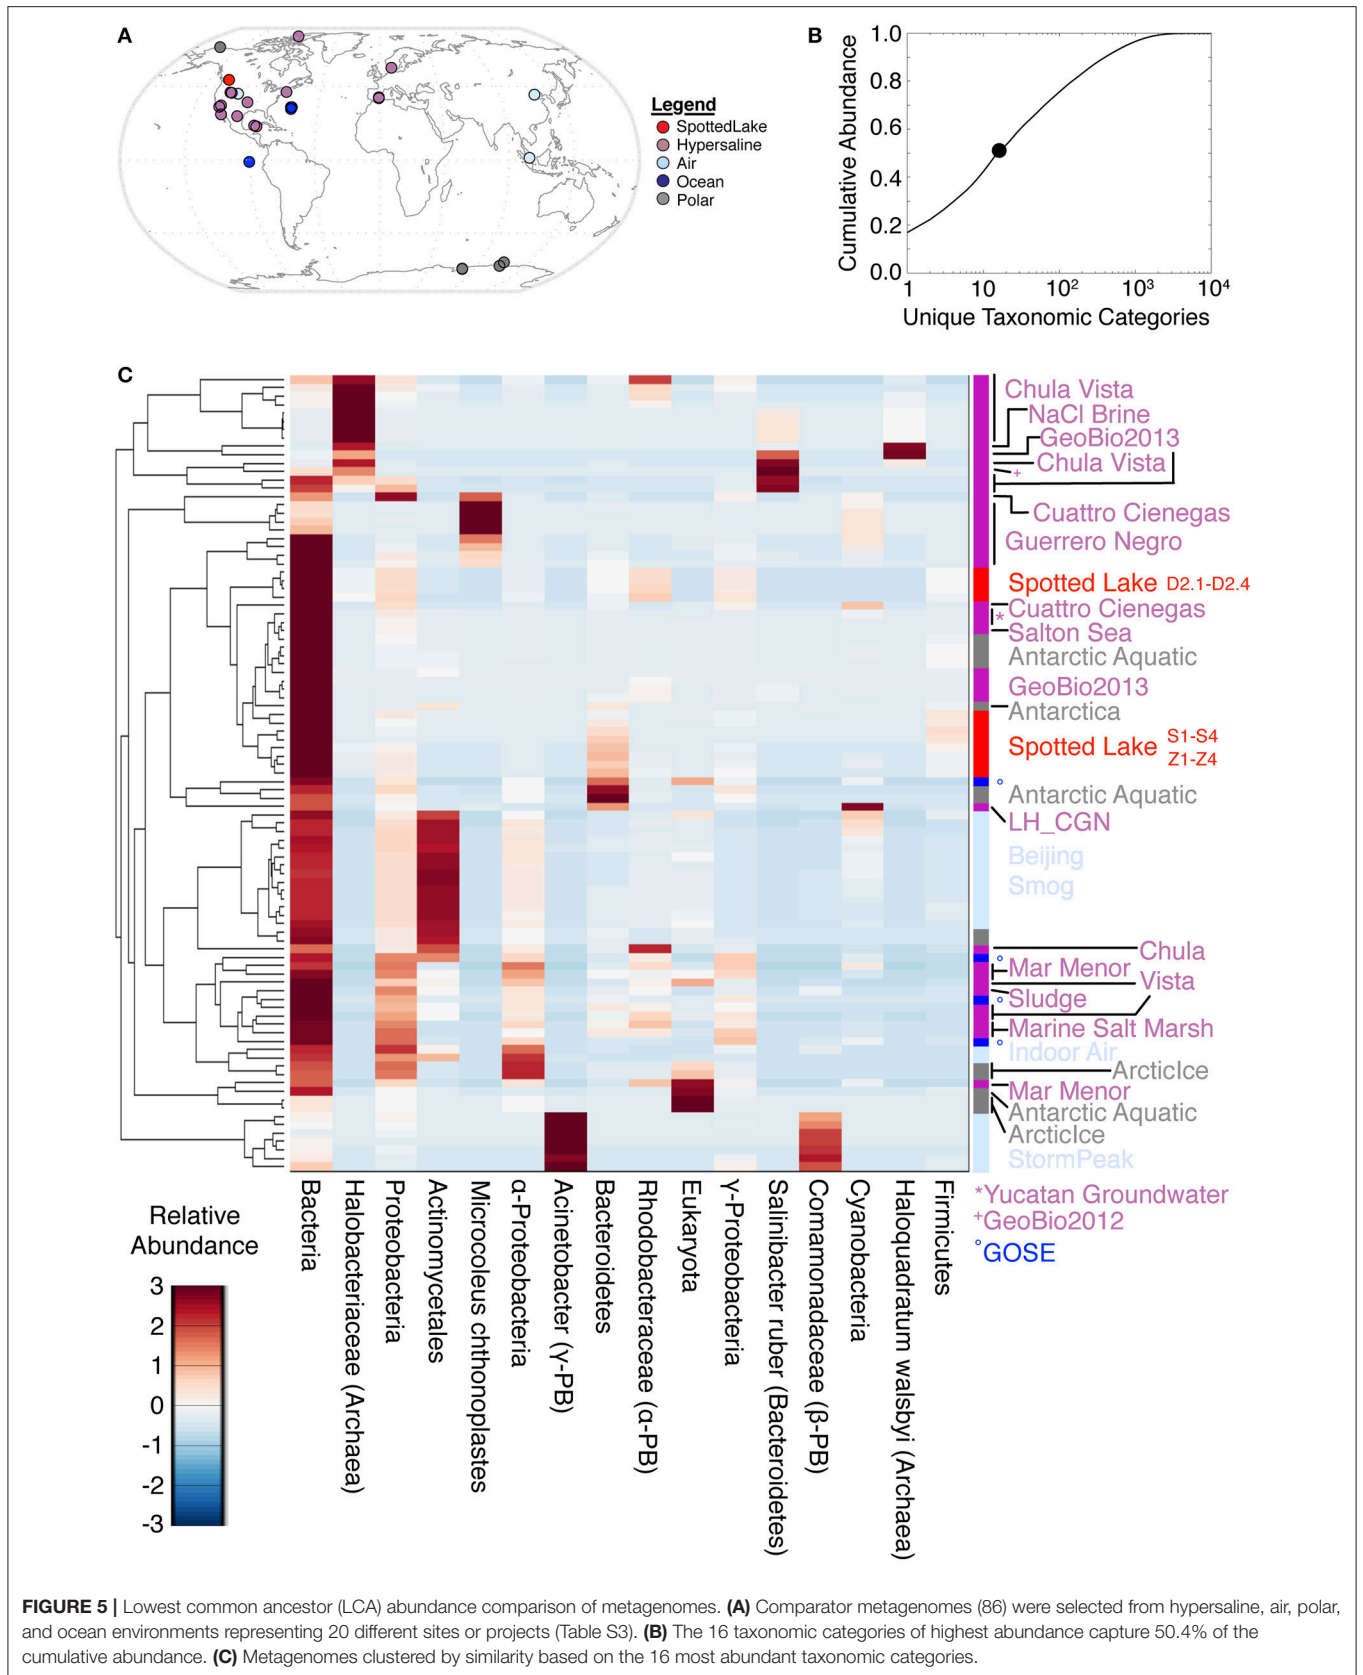 A
Legend
SpottedLake
Hypersaline
Air
Ocean
Polar
B
Cumulative Abundance
1.0
0.8
0.6
0.4
0.2
0.0
1 10 10² 10³ 10⁴
Unique Taxonomic Categories
C
Chula Vista
NaCl Brine
GeoBio2013
Chula Vista
+
Cuattro Cienegas
Guerrero Negro
Spotted Lake D2.1-D2.4
Cuattro Cienegas
*
Salton Sea
Antarctic Aquatic
GeoBio2013
Antarctica
Spotted Lake S1-S4
Z1-Z4
°
Antarctic Aquatic
LH_CGN
Beijing
Smog
Chula
°
Mar Menor
Vista
° Sludge
Marine Salt Marsh
°
Indoor Air
ArcticIce
Mar Menor
Antarctic Aquatic
ArcticIce
StormPeak
*Yucatan Groundwater
+GeoBio2012
°GOSE
Bacteria
Halobacteriaceae (Archaea)
Proteobacteria
Actinomycetales
Microcoleus chthonoplastes
α-Proteobacteria
Acinetobacter (γ-PB)
Bacteroidetes
Rhodobacteraceae (α-PB)
Eukaryota
γ-Proteobacteria
Salinibacter ruber (Bacteroidetes)
Comamonadaceae (β-PB)
Cyanobacteria
Haloquadratum walsbyi (Archaea)
Firmicutes
Relative
Abundance
3
2
1
0
-1
-2
-3
FIGURE 5 | Lowest common ancestor (LCA) abundance comparison of metagenomes. (A) Comparator metagenomes (86) were selected from hypersaline, air, polar,
and ocean environments representing 20 different sites or projects (Table S3). (B) The 16 taxonomic categories of highest abundance capture 50.4% of the
cumulative abundance. (C) Metagenomes clustered by similarity based on the 16 most abundant taxonomic categories.